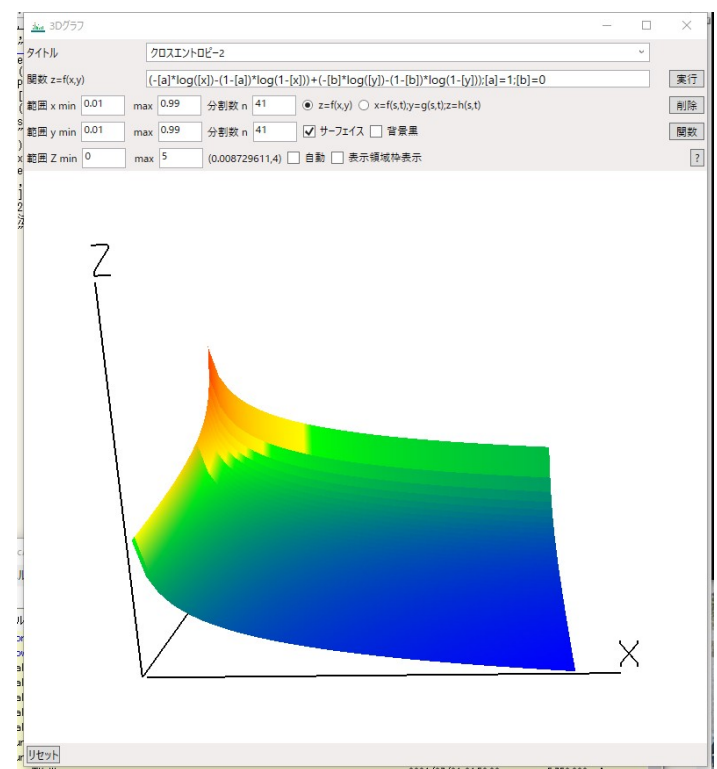 3Dグラフ
タイトル クロスエントロピー2
関数 z=f(x,y) (-[a]*log([x])-(1-[a])*log(1-[x]))+(-[b]*log([y])-(1-[b])*log(1-[y]));[a]=1;[b]=0 実行
範囲 x min 0.01 max 0.99 分割数 n 41 z=f(x,y) x=f(s,t);y=g(s,t);z=h(s,t) 削除
範囲 y min 0.01 max 0.99 分割数 n 41 サーフェイス 背景黒 関数
範囲 Z min 0 max 5 (0.008729611,4) 自動 表示領域枠表示 ?
Z
X
リセット